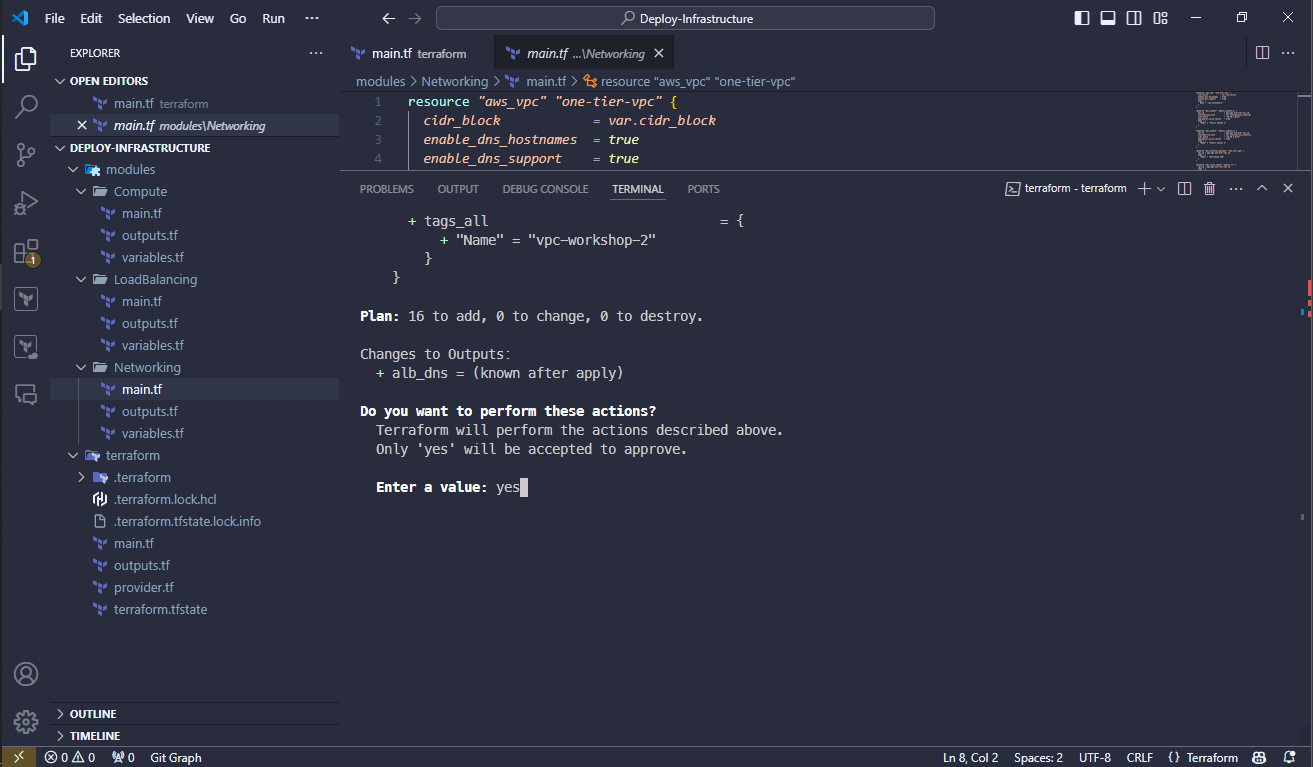 File Edit Selection View Go Run ···
Deploy-Infrastructure
EXPLORER
OPEN EDITORS
main.tf terraform
main.tf modules\Networking
DEPLOY-INFRASTRUCTURE
modules
Compute
main.tf
outputs.tf
variables.tf
LoadBalancing
main.tf
outputs.tf
variables.tf
Networking
main.tf
outputs.tf
variables.tf
terraform
.terraform
.terraform.lock.hcl
.terraform.tfstate.lock.info
main.tf
outputs.tf
provider.tf
terraform.tfstate
OUTLINE
TIMELINE
1
main.tf terraform
main.tf ...\Networking
modules > Networking > main.tf > resource "aws_vpc" "one-tier-vpc"
1 resource "aws_vpc" "one-tier-vpc" {
2 cidr_block = var.cidr_block
3 enable_dns_hostnames = true
4 enable_dns_support = true
PROBLEMS OUTPUT DEBUG CONSOLE TERMINAL PORTS
terraform - terraform
+ tags_all = {
+ "Name" = "vpc-workshop-2"
}
}
Plan: 16 to add, 0 to change, 0 to destroy.
Changes to Outputs:
+ alb_dns = (known after apply)
Do you want to perform these actions?
Terraform will perform the actions described above.
Only 'yes' will be accepted to approve.
Enter a value: yes
0 0 0 Git Graph
Ln 8, Col 2 Spaces: 2 UTF-8 CRLF {} Terraform